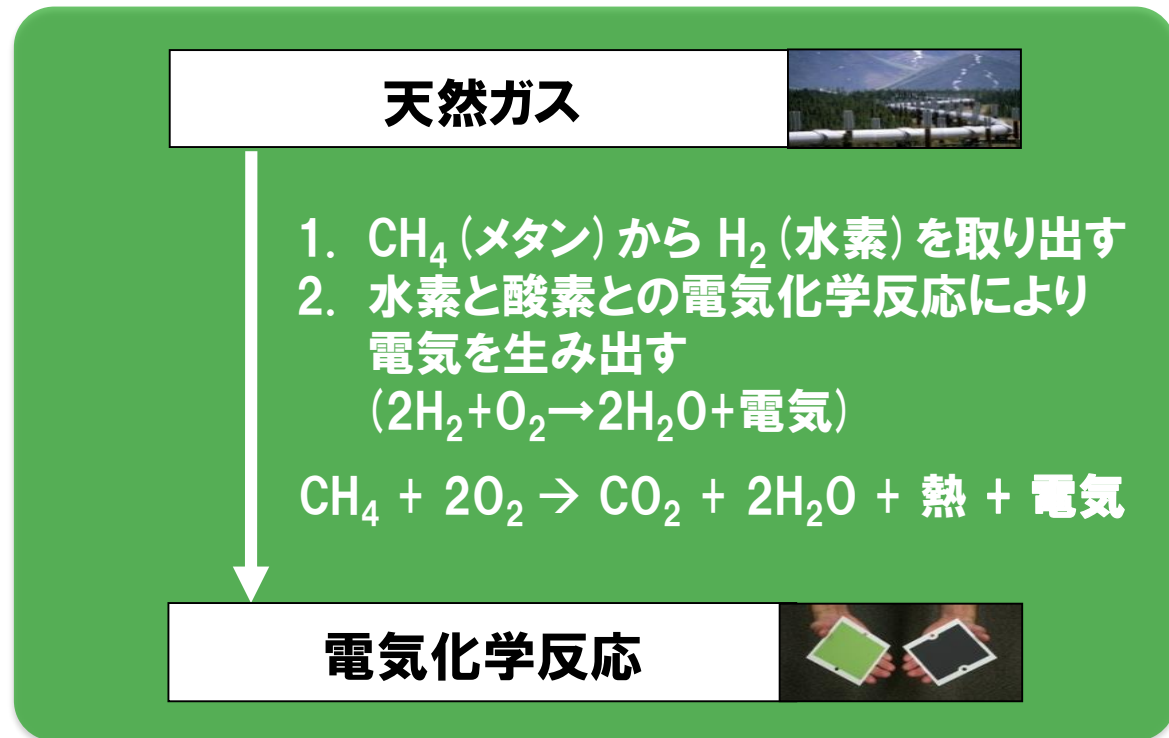 天然ガス
1. CH₄(メタン)から H₂(水素)を取り出す
2. 水素と酸素との電気化学反応により
電気を生み出す
(2H₂+O₂→2H₂O+電気)
CH₄ + 2O₂ → CO₂ + 2H₂O + 熱 + 電気
電気化学反応